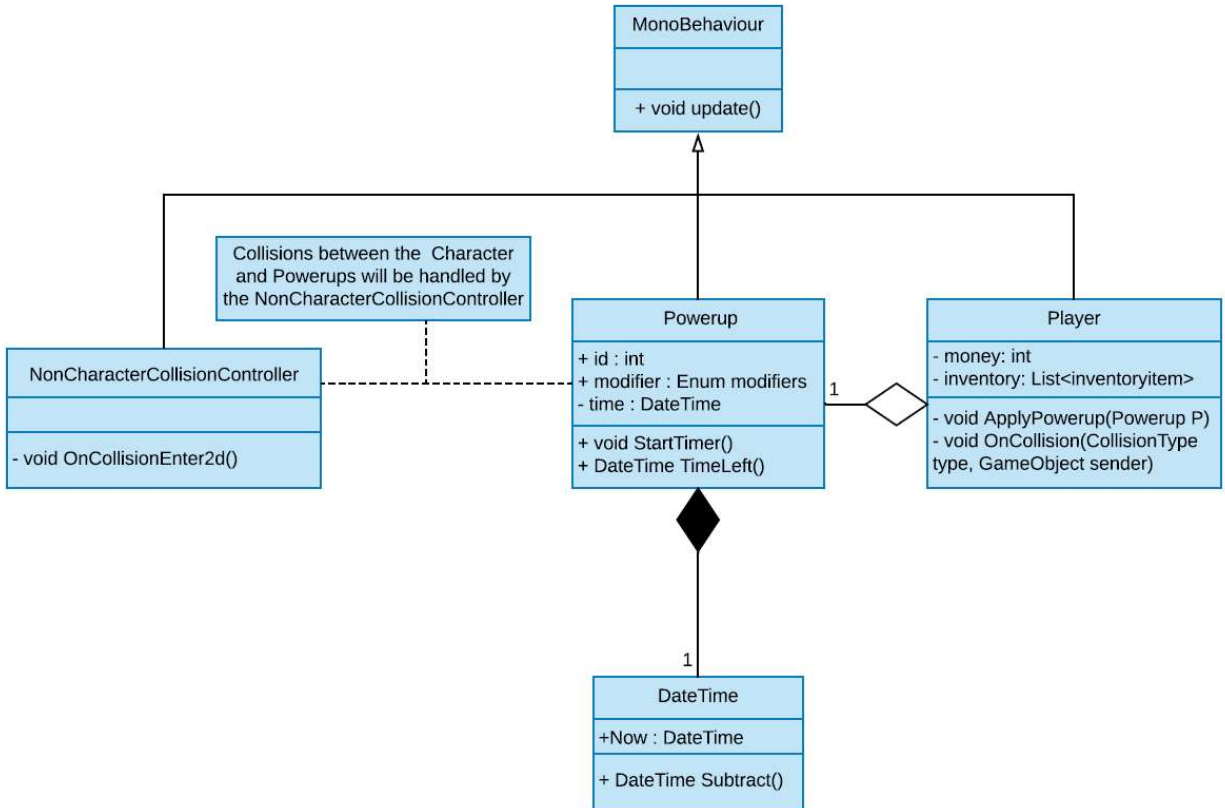 MonoBehaviour
+ void update()
Collisions between the Character
and Powerups will be handled by
the NonCharacterCollisionController
NonCharacterCollisionController
- void OnCollisionEnter2d()
Powerup
+ id : int
+ modifier : Enum modifiers
- time : DateTime
+ void StartTimer()
+ DateTime TimeLeft()
1
Player
- money: int
- inventory: List<inventoryitem>
- void ApplyPowerup(Powerup P)
- void OnCollision(CollisionType
type, GameObject sender)
1
DateTime
+Now : DateTime
+ DateTime Subtract()